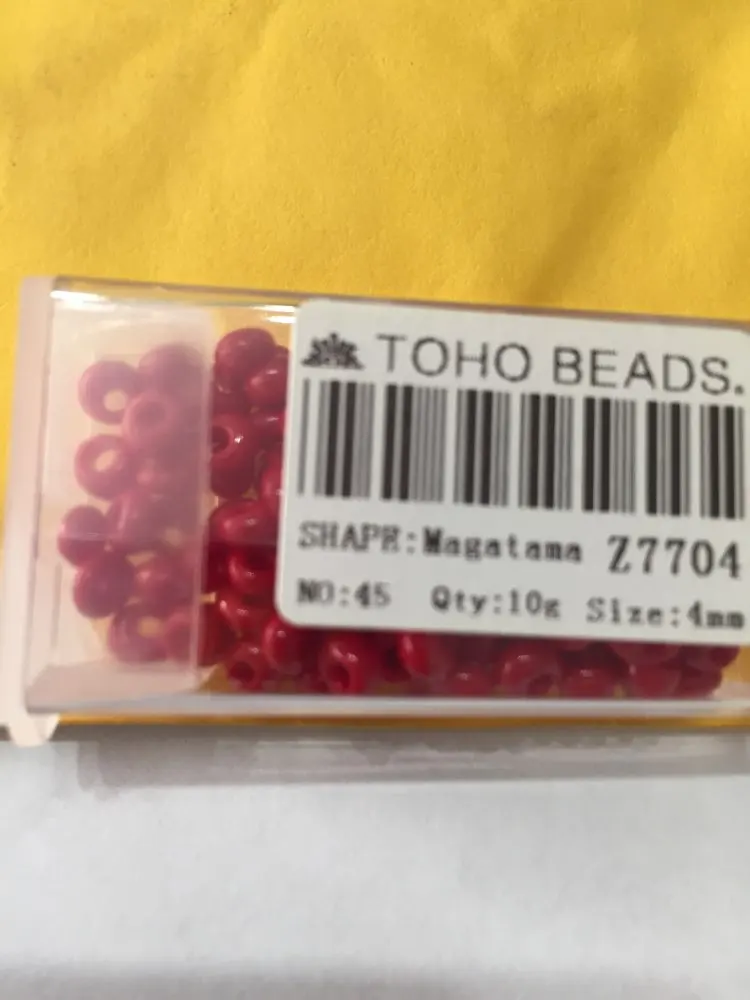 TOHO BEADS.
SHAPE:Magatama Z7704
NO:45 Qty:10g Size:4mm